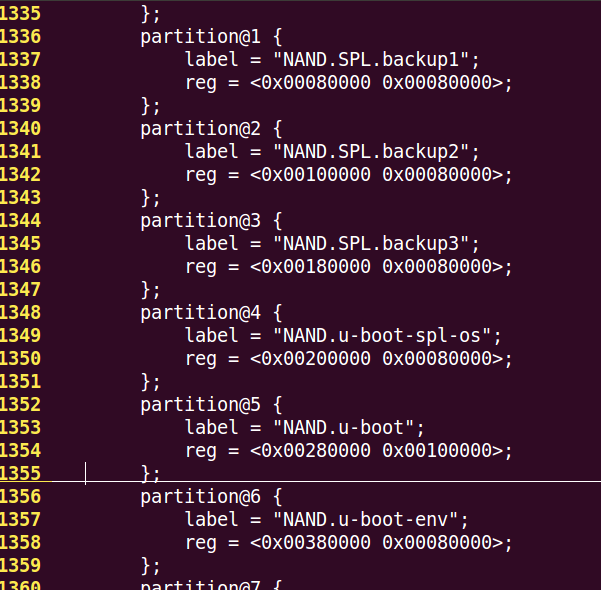 1335         };
1336         partition@1 {
1337             label = "NAND.SPL.backup1";
1338             reg = <0x00080000 0x00080000>;
1339         };
1340         partition@2 {
1341             label = "NAND.SPL.backup2";
1342             reg = <0x00100000 0x00080000>;
1343         };
1344         partition@3 {
1345             label = "NAND.SPL.backup3";
1346             reg = <0x00180000 0x00080000>;
1347         };
1348         partition@4 {
1349             label = "NAND.u-boot-spl-os";
1350             reg = <0x00200000 0x00080000>;
1351         };
1352         partition@5 {
1353             label = "NAND.u-boot";
1354             reg = <0x00280000 0x00100000>;
1355         };
1356         partition@6 {
1357             label = "NAND.u-boot-env";
1358             reg = <0x00380000 0x00080000>;
1359         };
1360         partition@7 {